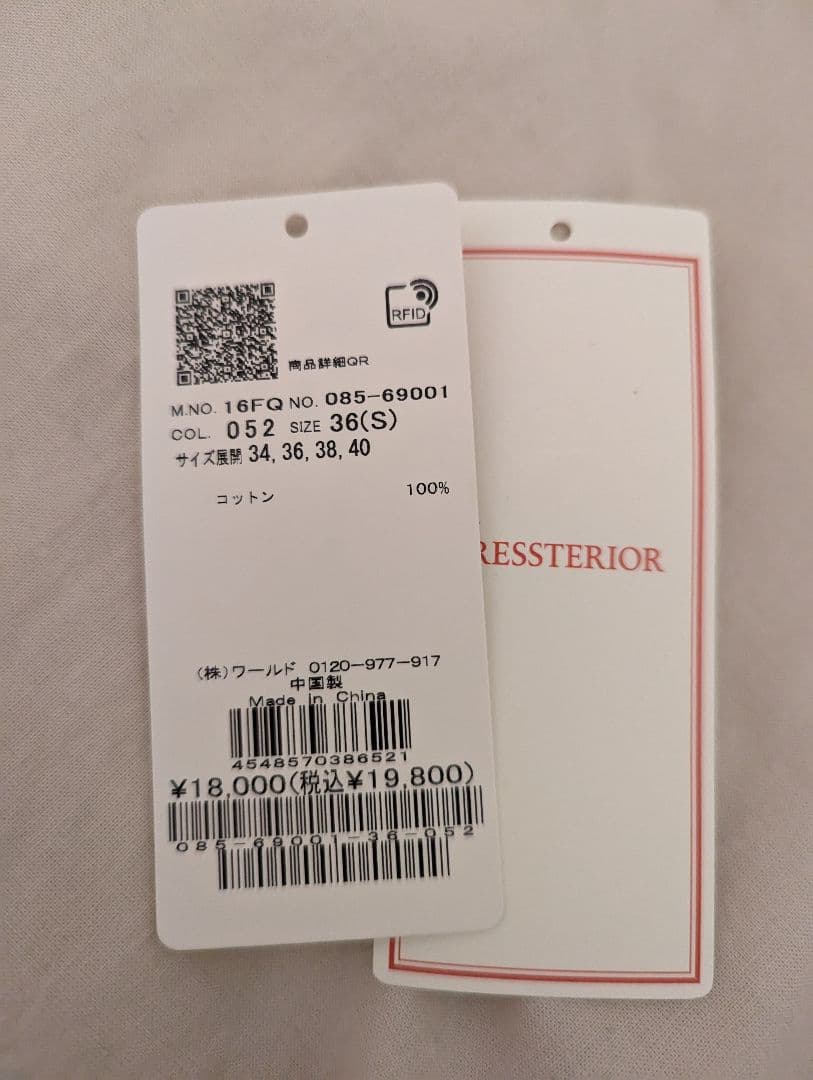 RFID
商品詳細QR
M.NO. 16FQ NO. 085-69001
COL. 052 SIZE 36(S)
サイズ展開 34, 36, 38, 40
コットン 100%
(株)ワールド 0120-977-917
中国製
Made in China
4548570386521
¥18,000(税込¥19,800)
085-69001-36-052
RESSTERIOR